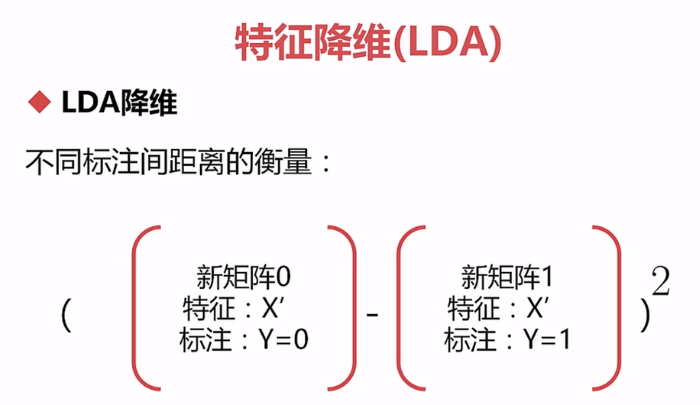 特征降维(LDA)
LDA降维
不同标注间距离的衡量：
( 新矩阵0 - 新矩阵1 )2
特征：X' 特征：X'
标注：Y=0 标注：Y=1